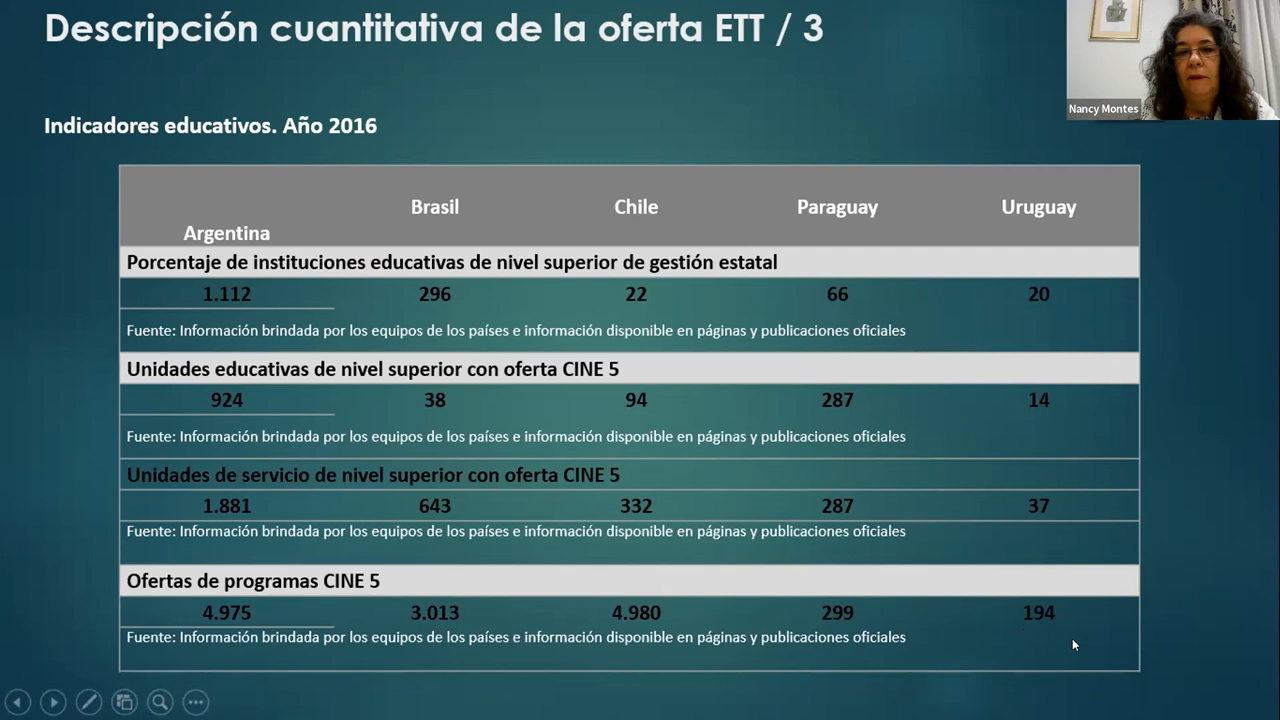 Descripción cuantitativa de la oferta ETT / 3
Nancy Montes
Indicadores educativos. Año 2016
Argentina Brasil Chile Paraguay Uruguay
Porcentaje de instituciones educativas de nivel superior de gestión estatal
1.112 296 22 66 20
Fuente: Información brindada por los equipos de los países e información disponible en páginas y publicaciones oficiales
Unidades educativas de nivel superior con oferta CINE 5
924 38 94 287 14
Fuente: Información brindada por los equipos de los países e información disponible en páginas y publicaciones oficiales
Unidades de servicio de nivel superior con oferta CINE 5
1.881 643 332 287 37
Fuente: Información brindada por los equipos de los países e información disponible en páginas y publicaciones oficiales
Ofertas de programas CINE 5
4.975 3.013 4.980 299 194
Fuente: Información brindada por los equipos de los países e información disponible en páginas y publicaciones oficiales